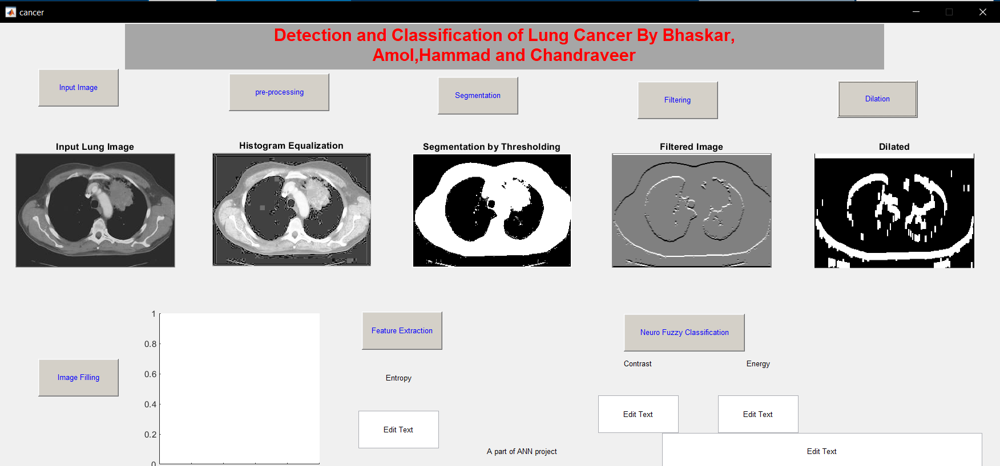 cancer
Detection and Classification of Lung Cancer By Bhaskar,
Amol,Hammad and Chandraveer
Input Image
pre-processing
Segmentation
Filtering
Dilation
Input Lung Image
Histogram Equalization
Segmentation by Thresholding
Filtered Image
Dilated
1
0.8
0.6
0.4
0.2
0
Image Filling
Feature Extraction
Entropy
Edit Text
Neuro Fuzzy Classification
Contrast
Energy
Edit Text
Edit Text
A part of ANN project
Edit Text